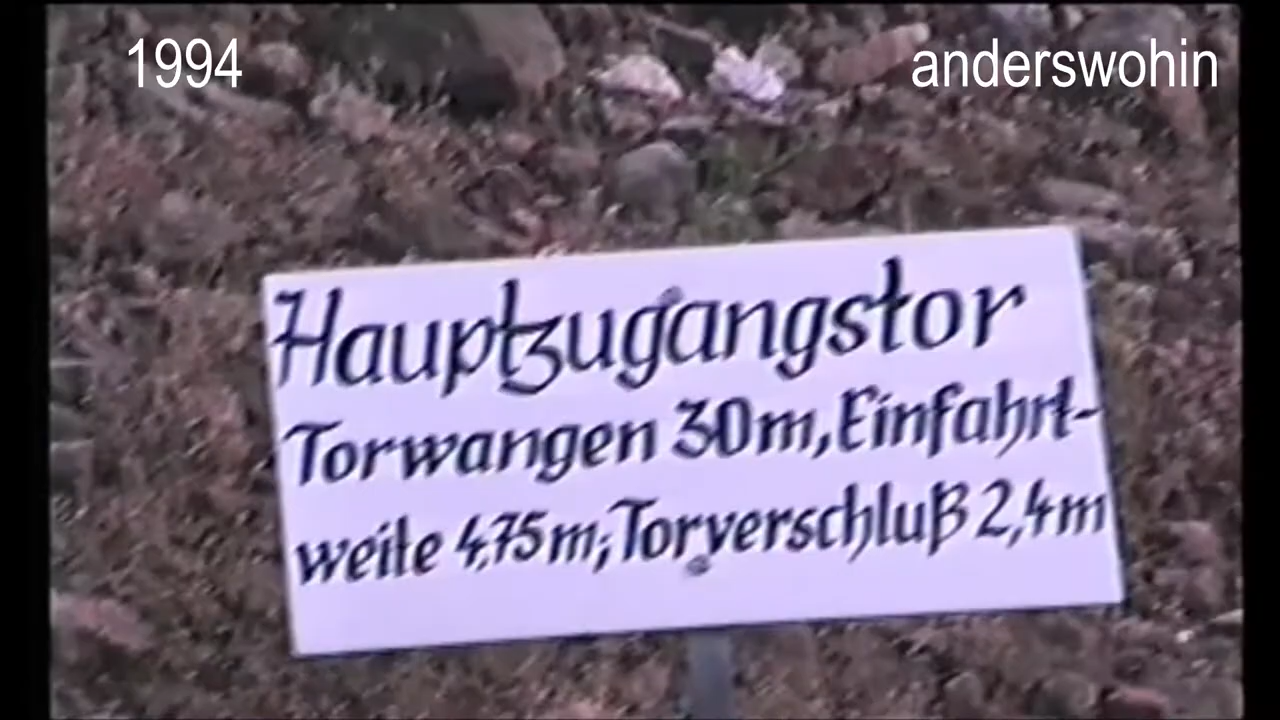 1994
anderswohin
Hauptzugangstor
Torwangen 30m, Einfahrt-
weite 4,75m; Torverschluß 2,4m